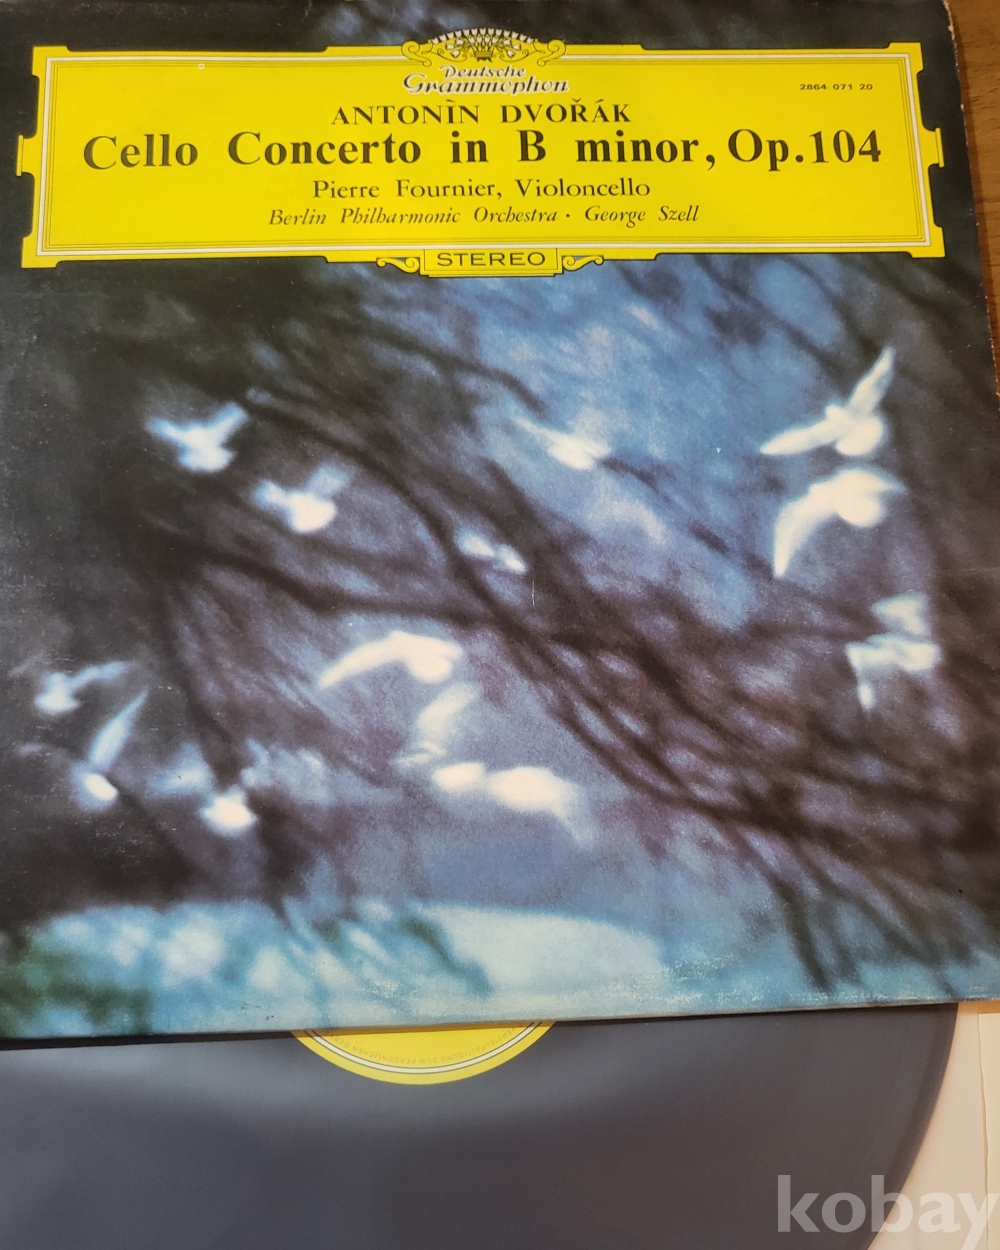 Deutsche
Grammophon
2864 071 20
ANTONÌN DVOŘÁK
Cello Concerto in B minor, Op. 104
Pierre Fournier, Violoncello
Berlin Philharmonic Orchestra · George Szell
STEREO
kobay